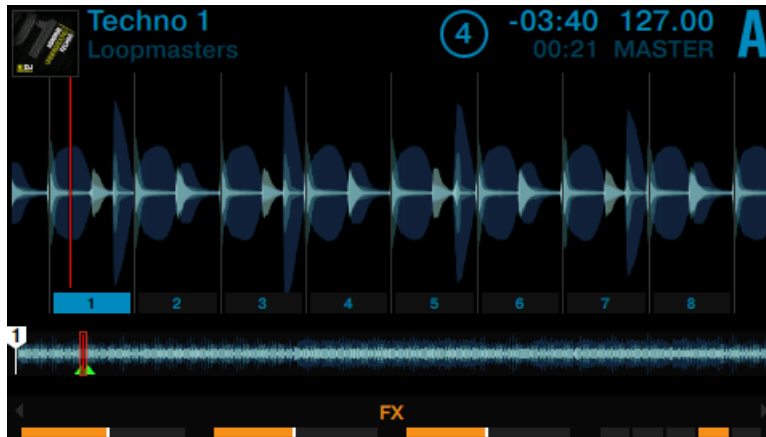 Techno 1
Loopmasters
4
-03:40 127.00
00:21 MASTER
A
1 2 3 4 5 6 7 8
1
FX